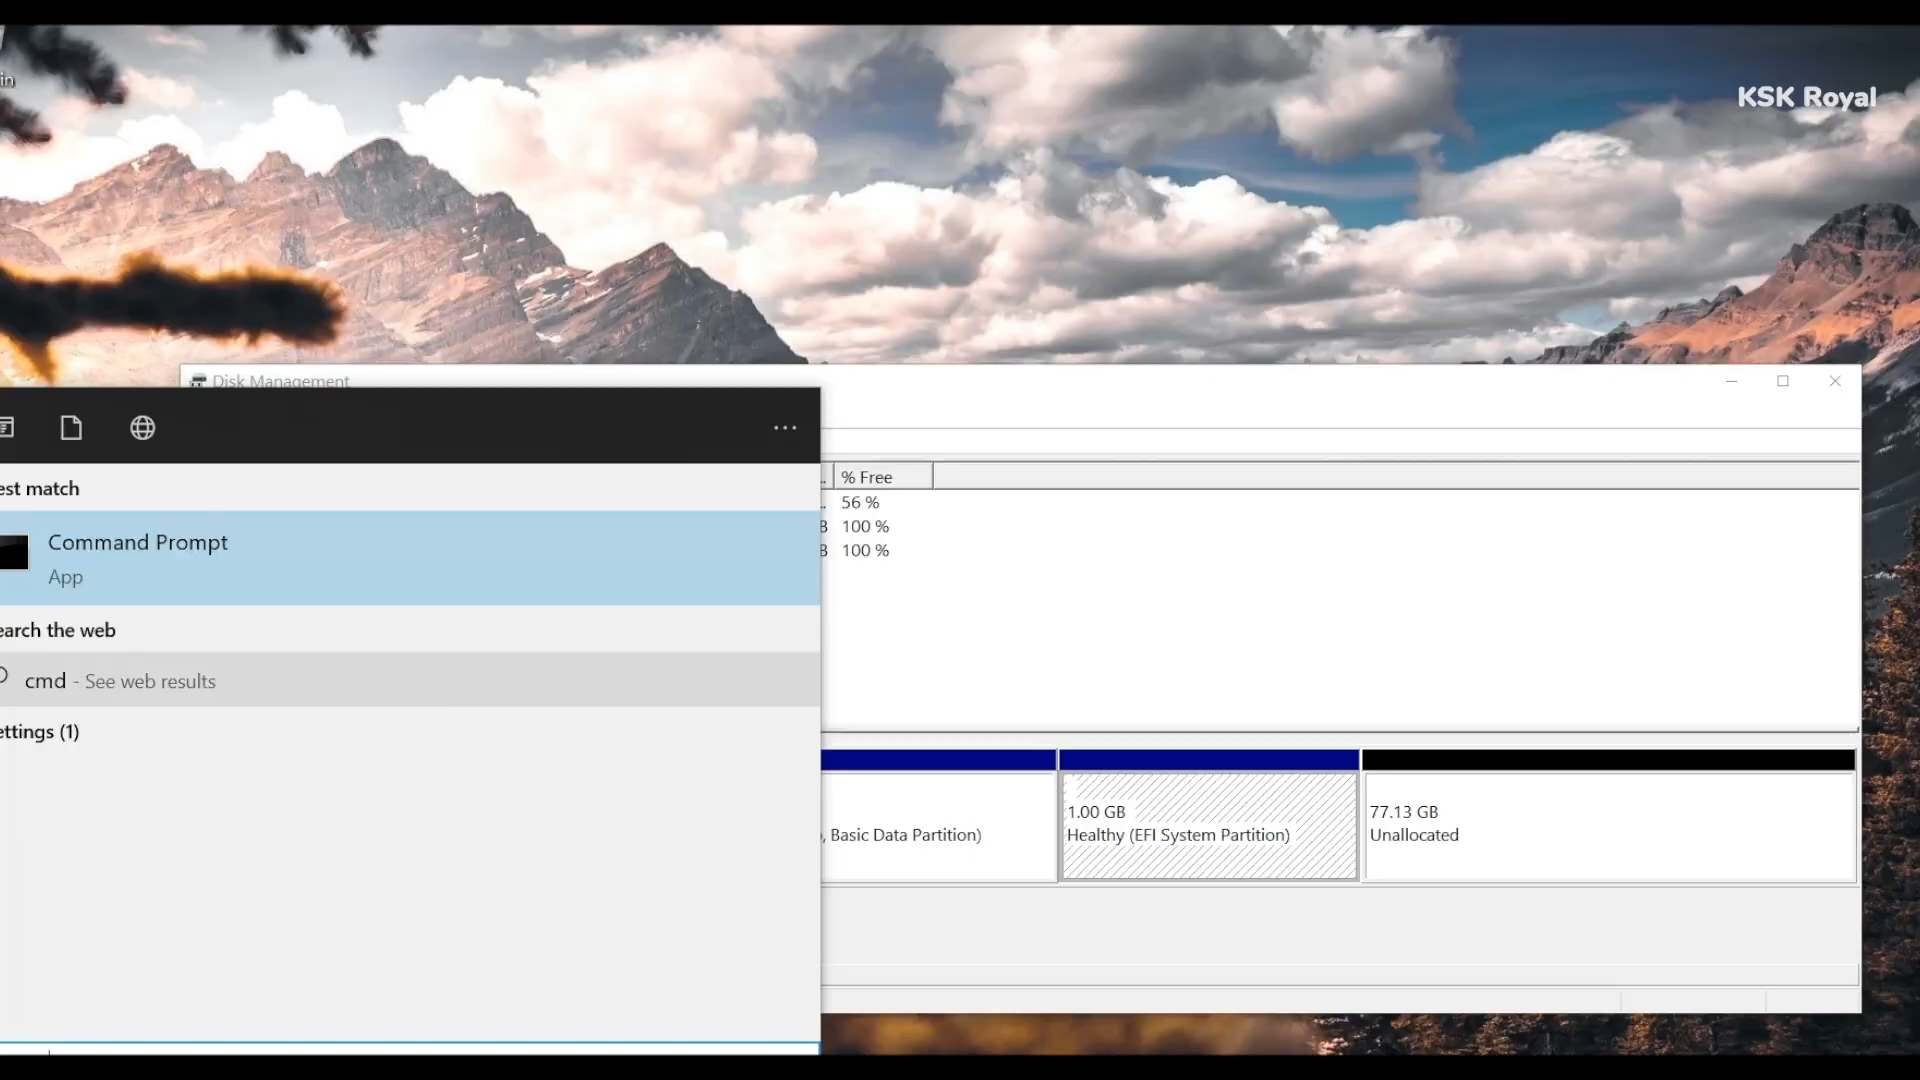 in
KSK Royal
Disk Management
...
est match
Command Prompt
App
earch the web
cmd - See web results
ettings (1)
.. % Free
.. 56 %
B 100 %
B 100 %
, Basic Data Partition)
1.00 GB
Healthy (EFI System Partition)
77.13 GB
Unallocated